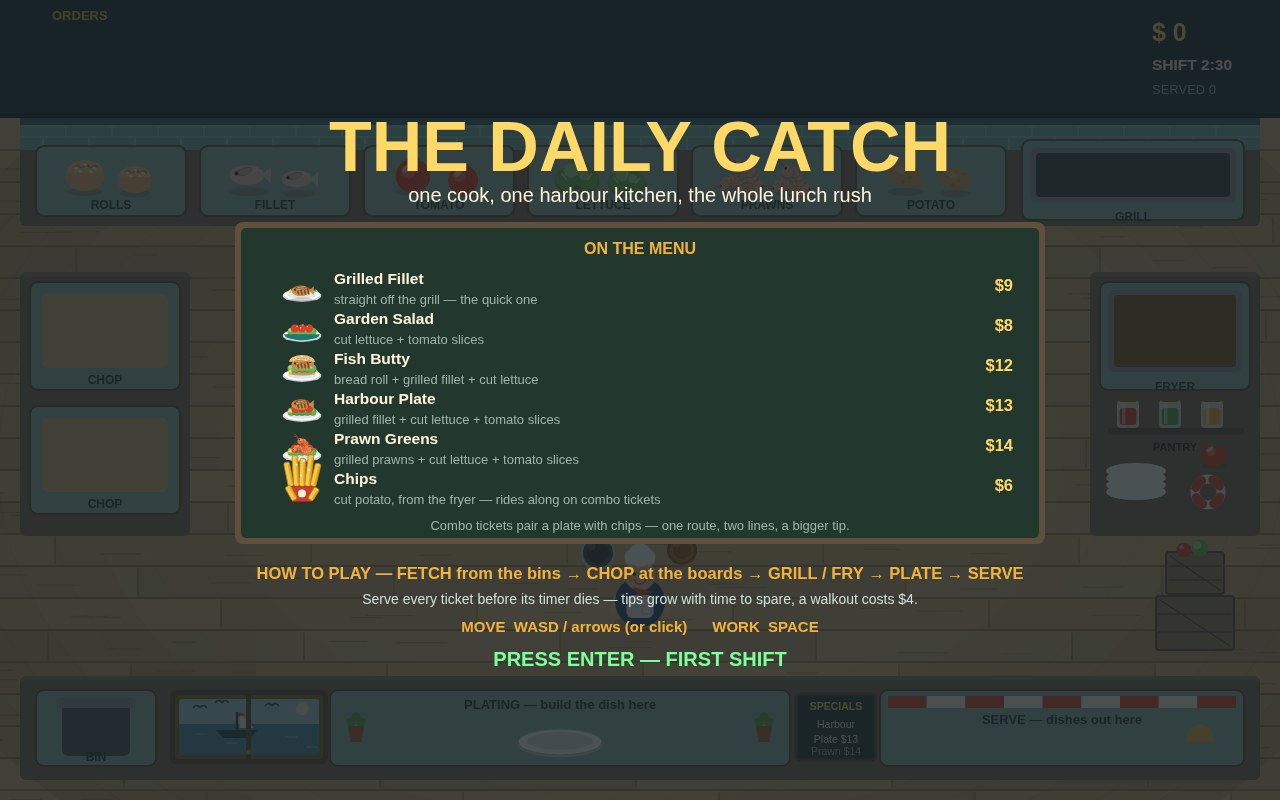 ORDERS
$ 0
SHIFT 2:30
SERVED 0
THE DAILY CATCH
one cook, one harbour kitchen, the whole lunch rush
ROLLS
FILLET
TOMATO
LETTUCE
PRAWNS
POTATO
GRILL
ON THE MENU
Grilled Fillet
straight off the grill — the quick one
$9
Garden Salad
cut lettuce + tomato slices
$8
Fish Butty
bread roll + grilled fillet + cut lettuce
$12
Harbour Plate
grilled fillet + cut lettuce + tomato slices
$13
Prawn Greens
grilled prawns + cut lettuce + tomato slices
$14
Chips
cut potato, from the fryer — rides along on combo tickets
$6
Combo tickets pair a plate with chips — one route, two lines, a bigger tip.
CHOP
CHOP
FRYER
PANTRY
HOW TO PLAY — FETCH from the bins → CHOP at the boards → GRILL / FRY → PLATE → SERVE
Serve every ticket before its timer dies — tips grow with time to spare, a walkout costs $4.
MOVE WASD / arrows (or click) WORK SPACE
PRESS ENTER — FIRST SHIFT
BIN
PLATING — build the dish here
SPECIALS
Harbour
Plate $13
Prawn $14
SERVE — dishes out here